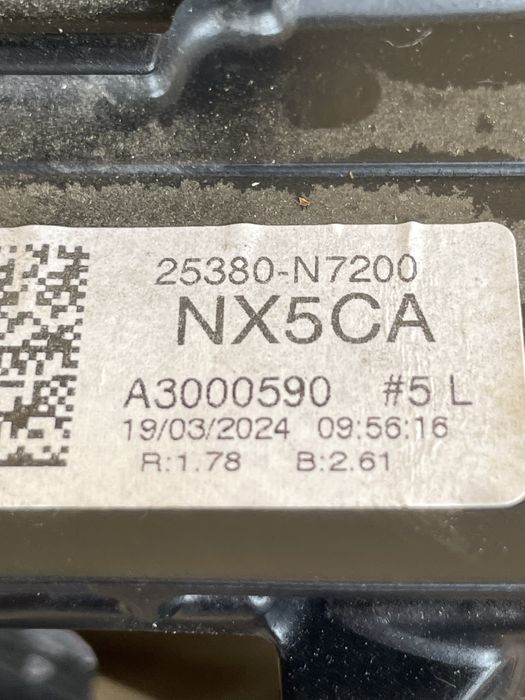 25380-N7200
NX5CA
A3000590 #5 L
19/03/2024 09:56:16
R:1.78 B:2.61